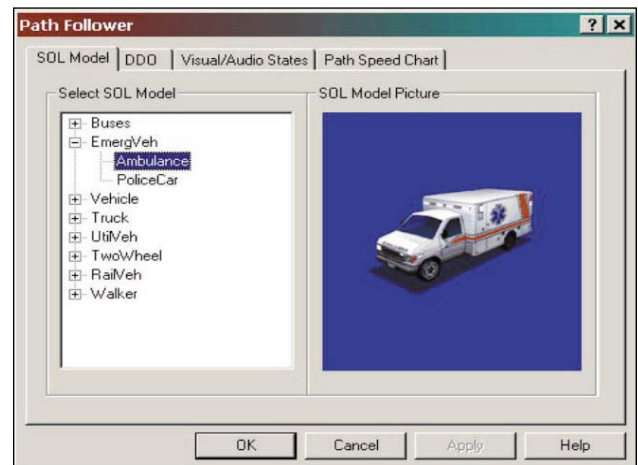 Path Follower
SOL Model DDO Visual/Audio States Path Speed Chart
Select SOL Model
SOL Model Picture
Buses
EmergVeh
Ambulance
PoliceCar
Vehicle
Truck
UtilVeh
TwoWheel
RailVeh
Walker
OK Cancel Apply Help